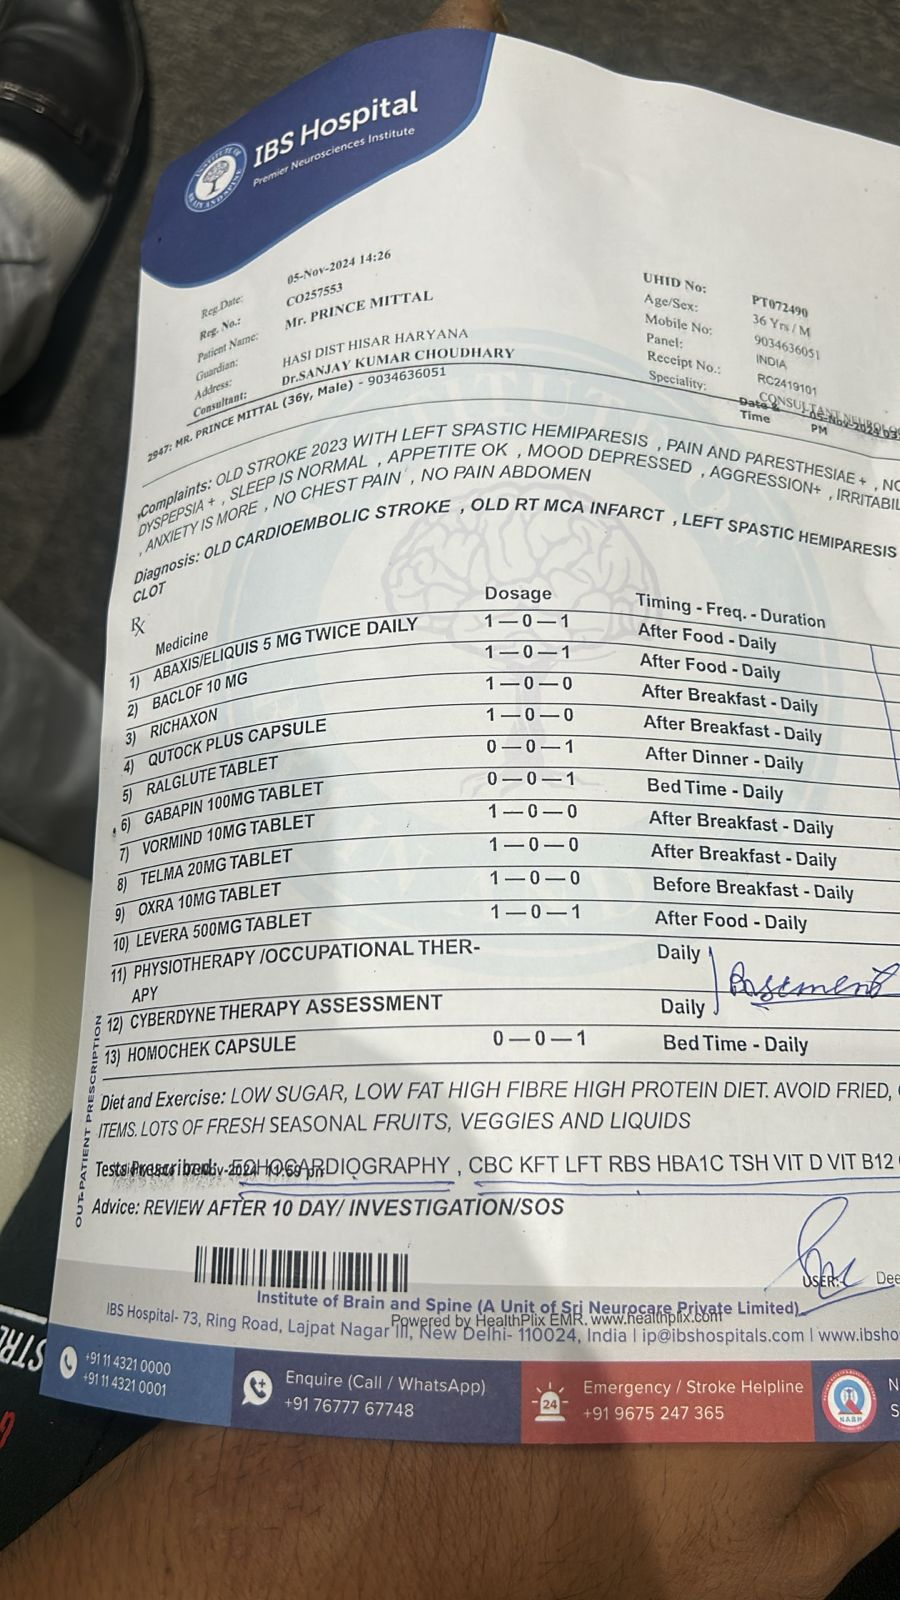 IBS Hospital
Premier Neurosciences Institute
Reg.Date: 05-Nov-2024 14:26
Reg. No.: CO257553
Patient Name: Mr. PRINCE MITTAL
Guardian:
Address: HASI DIST HISAR HARYANA
Consultant: Dr.SANJAY KUMAR CHOUDHARY
UHID No: PT072490
Age/Sex: 36 Yrs / M
Mobile No: 9034636051
Panel: INDIA
Receipt No.: RC2419101
Speciality: CONSULTANT
2947: MR. PRINCE MITTAL (36y, Male) - 9034636051
Date & Time : 05-Nov-2024 03 PM
Complaints: OLD STROKE 2023 WITH LEFT SPASTIC HEMIPARESIS , PAIN AND PARESTHESIAE + ,
DYSPEPSIA + , SLEEP IS NORMAL , APPETITE OK , MOOD DEPRESSED , AGGRESSION+ ,
, ANXIETY IS MORE , NO CHEST PAIN , NO PAIN ABDOMEN
Diagnosis: OLD CARDIOEMBOLIC STROKE , OLD RT MCA INFARCT , LEFT SPASTIC HEMIPARESIS
CLOT
Rx
Medicine Dosage Timing - Freq. - Duration
1) ABAXIS/ELIQUIS 5 MG TWICE DAILY 1 — 0 — 1 After Food - Daily
2) BACLOF 10 MG 1 — 0 — 1 After Food - Daily
3) RICHAXON 1 — 0 — 0 After Breakfast - Daily
4) QUTOCK PLUS CAPSULE 1 — 0 — 0 After Breakfast - Daily
5) RALGLUTE TABLET 0 — 0 — 1 After Dinner - Daily
6) GABAPIN 100MG TABLET 0 — 0 — 1 Bed Time - Daily
7) VORMIND 10MG TABLET 1 — 0 — 0 After Breakfast - Daily
8) TELMA 20MG TABLET 1 — 0 — 0 After Breakfast - Daily
9) OXRA 10MG TABLET 1 — 0 — 0 Before Breakfast - Daily
10) LEVERA 500MG TABLET 1 — 0 — 1 After Food - Daily
11) PHYSIOTHERAPY /OCCUPATIONAL THER- Daily
APY
Basement
12) CYBERDYNE THERAPY ASSESSMENT Daily
13) HOMOCHEK CAPSULE 0 — 0 — 1 Bed Time - Daily
OUT-PATIENT PRESCRIPTION
Diet and Exercise: LOW SUGAR, LOW FAT HIGH FIBRE HIGH PROTEIN DIET. AVOID FRIED,
ITEMS. LOTS OF FRESH SEASONAL FRUITS, VEGGIES AND LIQUIDS
Tests Prescribed: ECHOCARDIOGRAPHY , CBC KFT LFT RBS HBA1C TSH VIT D VIT B12
Advice: REVIEW AFTER 10 DAY/ INVESTIGATION/SOS
USER:- Dee
Institute of Brain and Spine (A Unit of Sri Neurocare Private Limited)
Powered by HealthPlix EMR. www.healthplix.com
IBS Hospital- 73, Ring Road, Lajpat Nagar III, New Delhi- 110024, India | ip@ibshospitals.com | www.ibsho
+91 11 4321 0000
+91 11 4321 0001
Enquire (Call / WhatsApp)
+91 76777 67748
24
Emergency / Stroke Helpline
+91 9675 247 365
NABH